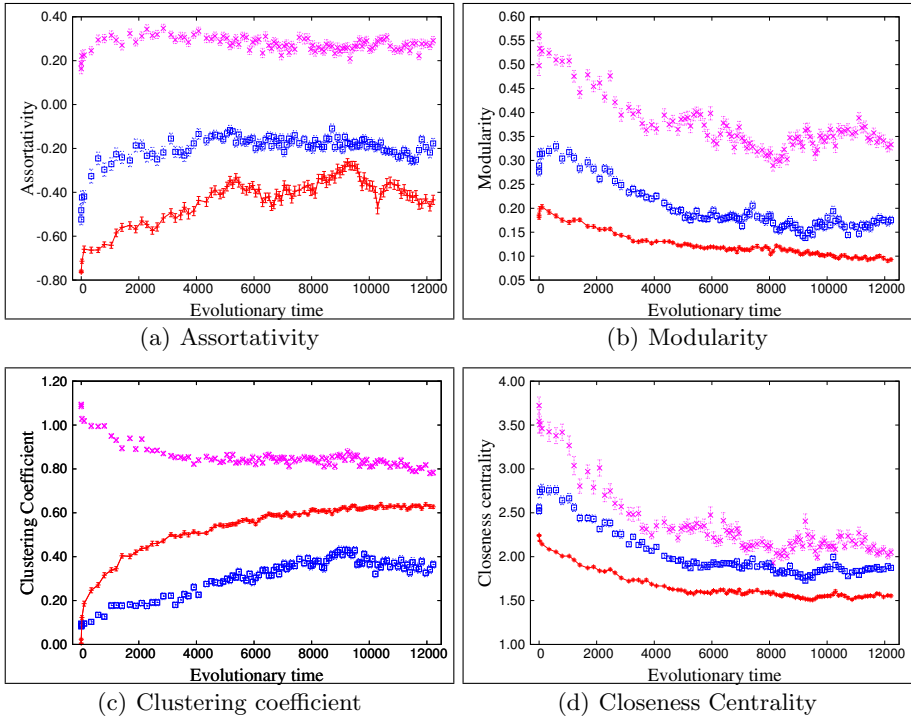 0.40
0.20
0.00
-0.20
-0.40
-0.60
-0.80
Assortativity
0 2000 4000 6000 8000 10000 12000
Evolutionary time
(a) Assortativity
0.60
0.55
0.50
0.45
0.40
0.35
0.30
0.25
0.20
0.15
0.10
0.05
Modularity
0 2000 4000 6000 8000 10000 12000
Evolutionary time
(b) Modularity
1.20
1.00
0.80
0.60
0.40
0.20
0.00
Clustering Coefficient
0 2000 4000 6000 8000 10000 12000
Evolutionary time
(c) Clustering coefficient
4.00
3.50
3.00
2.50
2.00
1.50
1.00
Closeness centrality
0 2000 4000 6000 8000 10000 12000
Evolutionary time
(d) Closeness Centrality